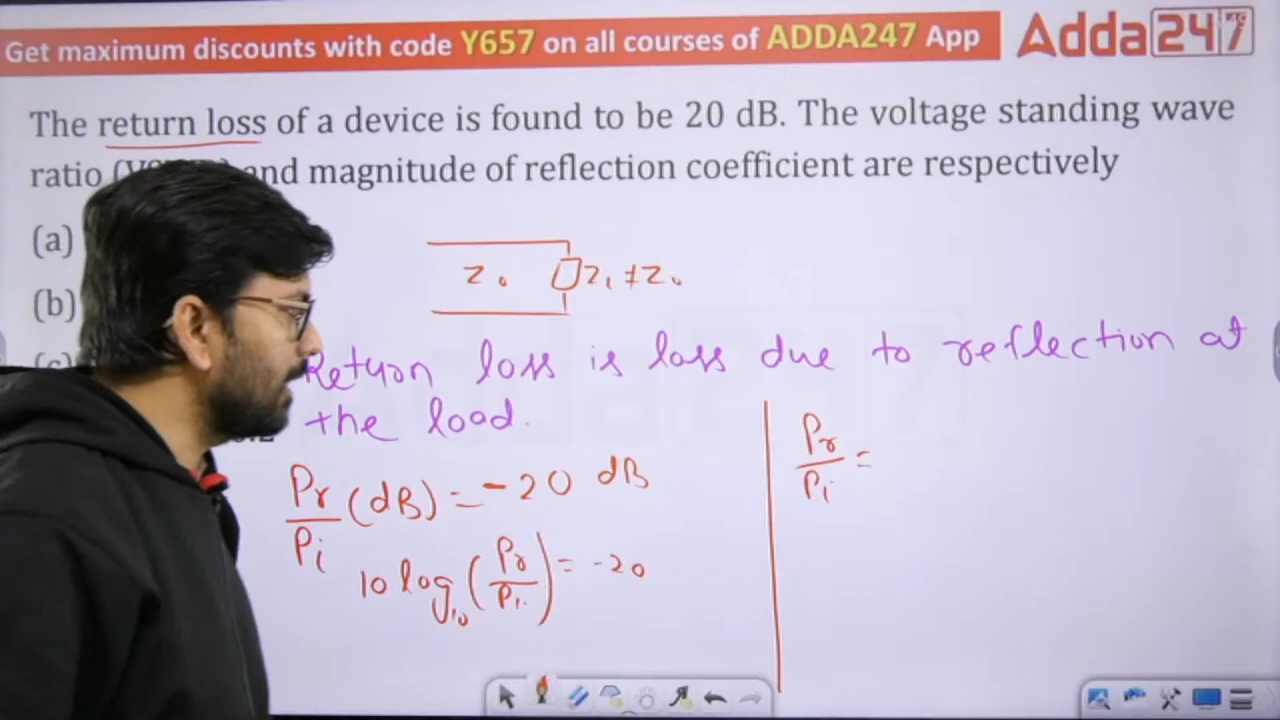 Get maximum discounts with code Y657 on all courses of ADDA247 App
Adda247
The return loss of a device is found to be 20 dB. The voltage standing wave
ratio and magnitude of reflection coefficient are respectively
(a)
(b)
(c)
Z₀ Z₁≠Z₀
Return loss is loss due to reflection at
the load.
Pr/Pi (dB) = -20 dB
10 log₁₀ (Pr/Pi) = -20
Pr/Pi =